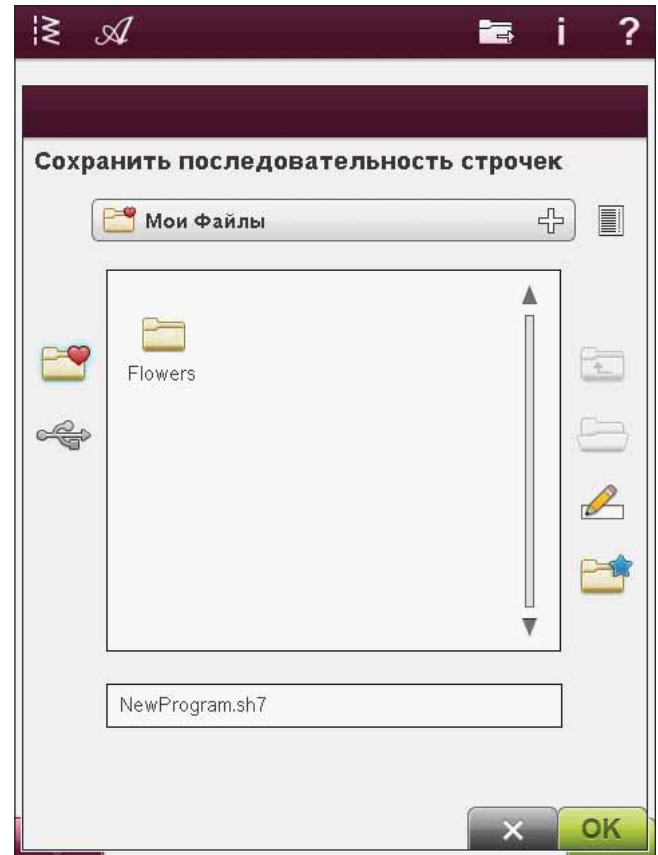 A i ?
Сохранить последовательность строчек
Мои Файлы
Flowers
NewProgram.sh7
OK